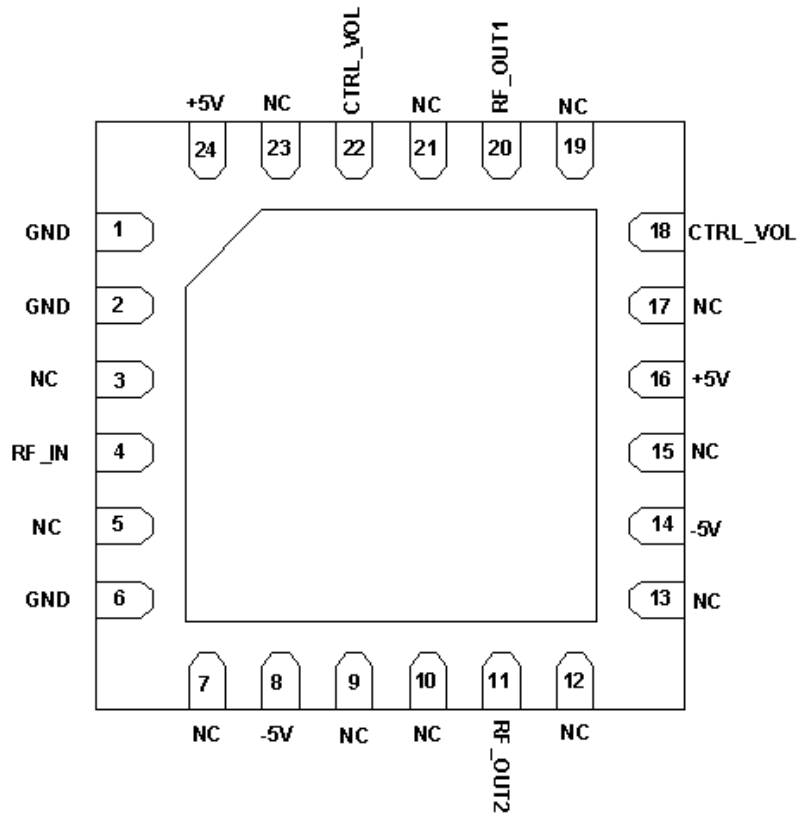 +5V
NC
CTRL_VOL
NC
RF_OUT1
NC
24
23
22
21
20
19
GND 1
18 CTRL_VOL
GND 2
17 NC
NC 3
16 +5V
RF_IN 4
15 NC
NC 5
14 -5V
GND 6
13 NC
7
8
9
10
11
12
NC
-5V
NC
NC
RF_OUT2
NC